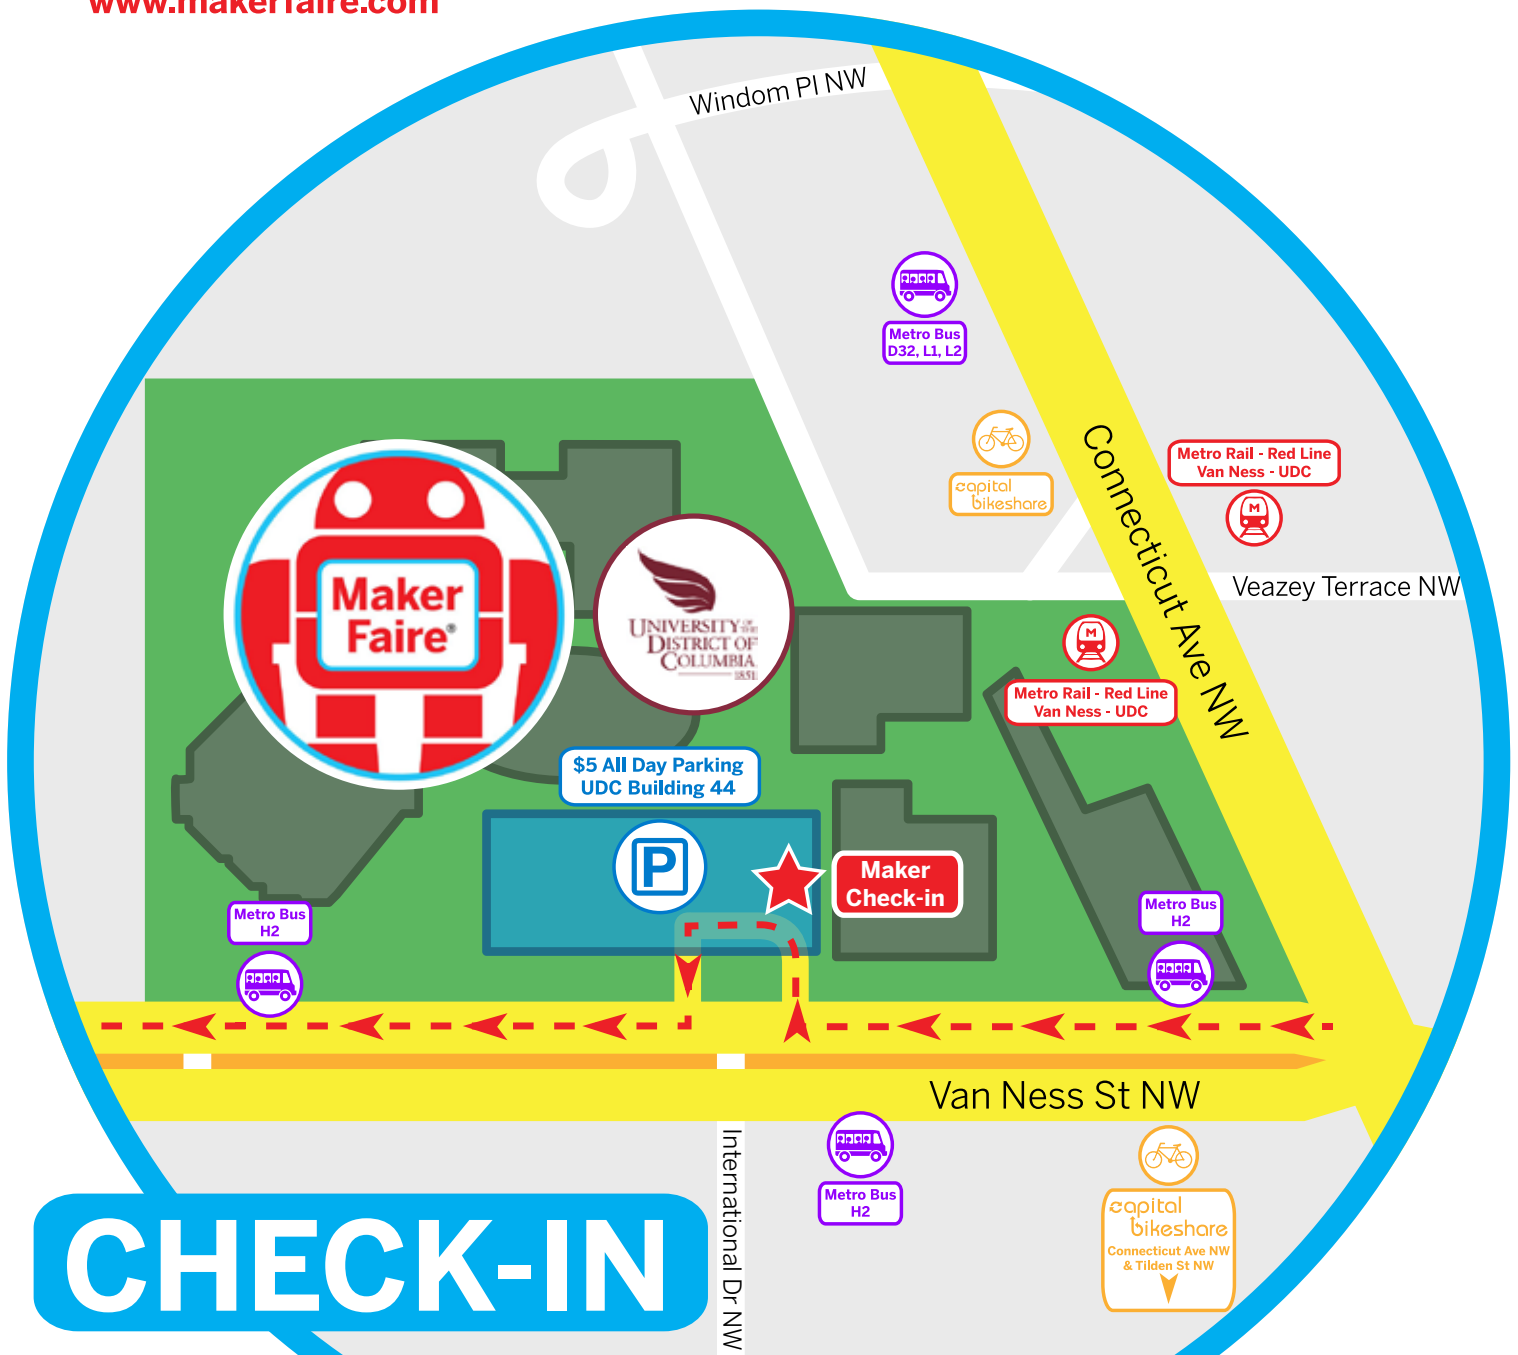 www.makerfaire.com
Windom Pl NW
Metro Bus
D32, L1, L2
capital
bikeshare
Connecticut Ave NW
Metro Rail - Red Line
Van Ness - UDC
M
Veazey Terrace NW
Maker
Faire®
UNIVERSITY OF THE
DISTRICT OF
COLUMBIA
1851
M
Metro Rail - Red Line
Van Ness - UDC
$5 All Day Parking
UDC Building 44
P
Maker
Check-in
Metro Bus
H2
Metro Bus
H2
Van Ness St NW
International Dr NW
Metro Bus
H2
capital
bikeshare
Connecticut Ave NW
& Tilden St NW
CHECK-IN